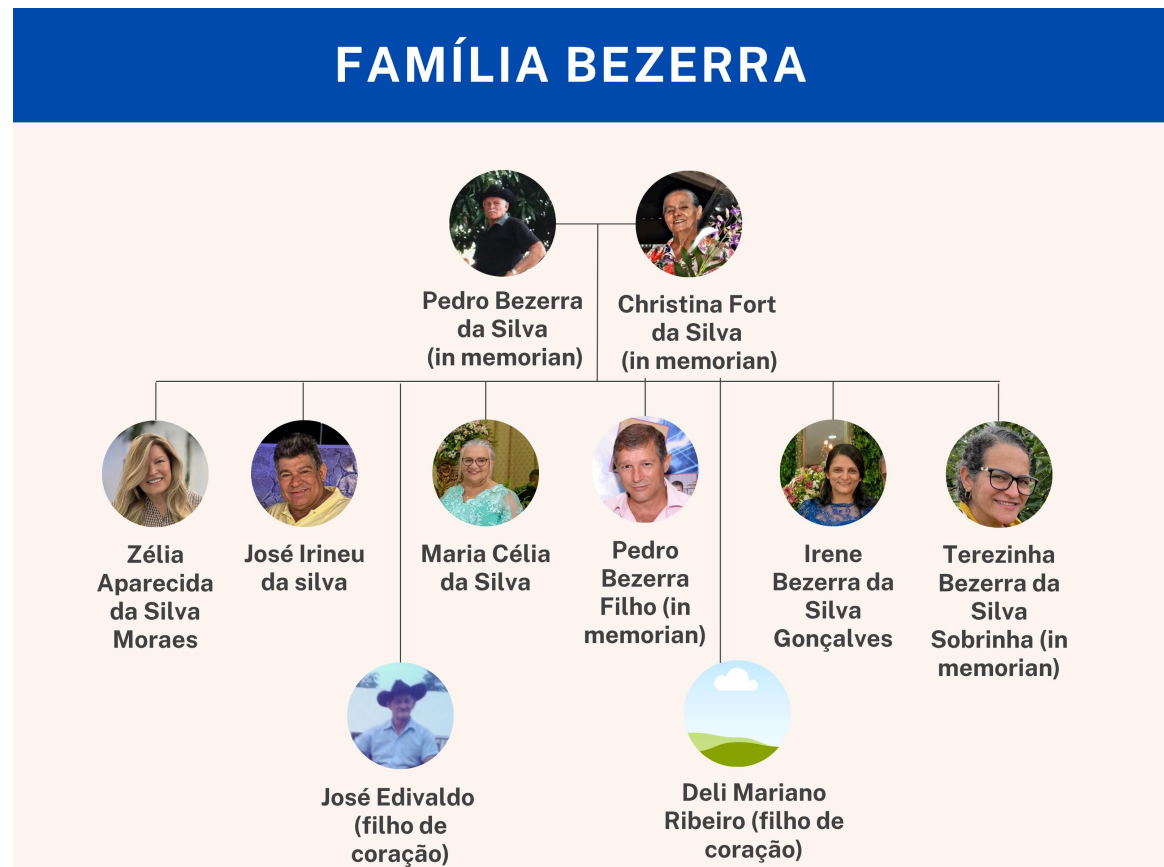 FAMÍLIA BEZERRA
Pedro Bezerra
da Silva
(in memorian)
Christina Fort
da Silva
(in memorian)
Zélia
Aparecida
da Silva
Moraes
José Irineu
da silva
Maria Célia
da Silva
Pedro
Bezerra
Filho (in
memorian)
Irene
Bezerra da
Silva
Gonçalves
Terezinha
Bezerra da
Silva
Sobrinha (in
memorian)
José Edivaldo
(filho de
coração)
Deli Mariano
Ribeiro (filho de
coração)